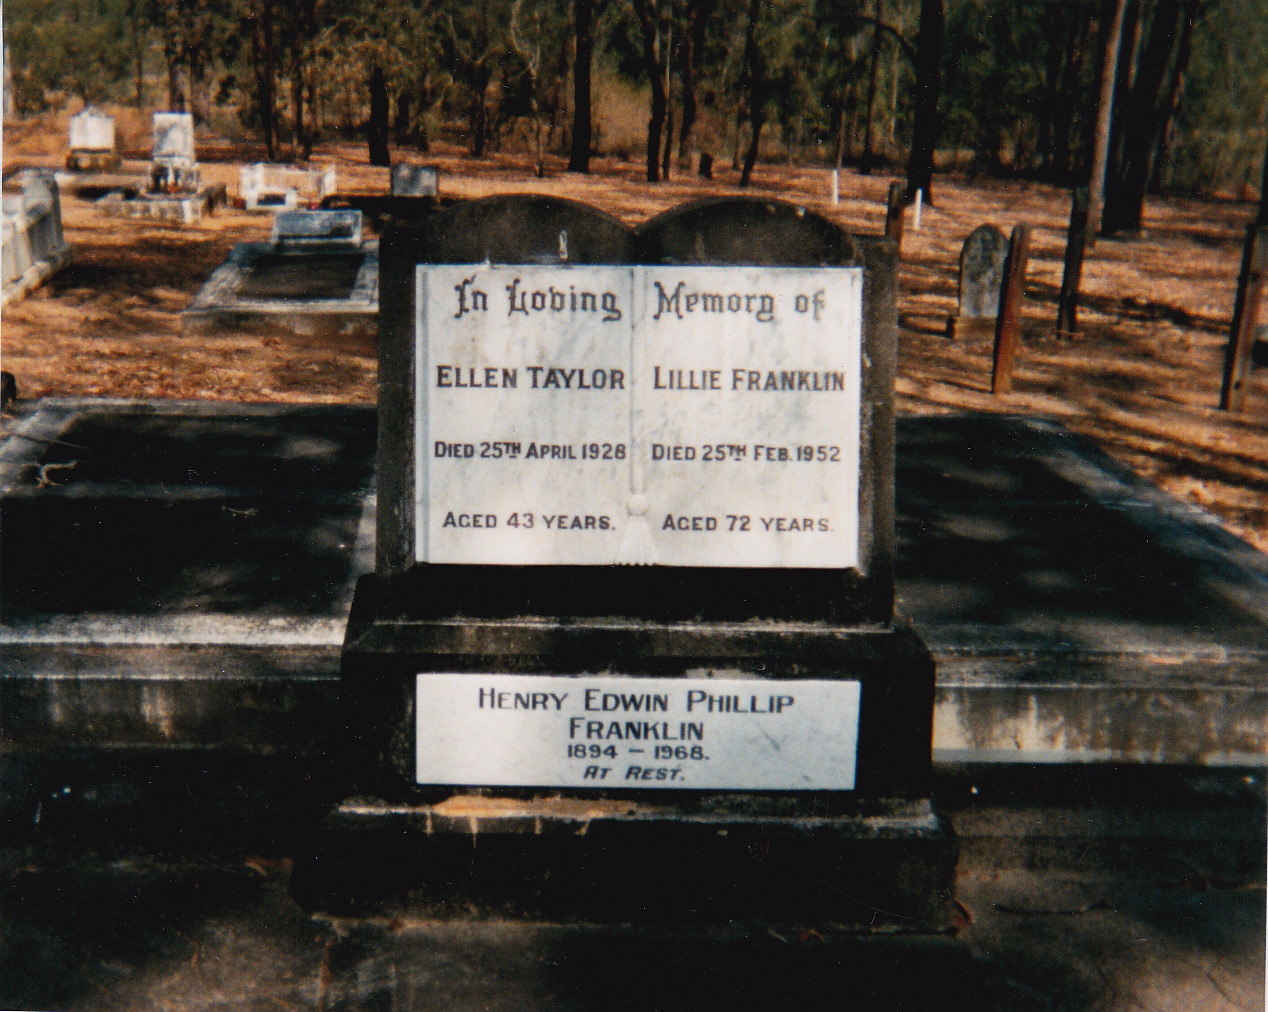 In Loving Memory of
ELLEN TAYLOR
DIED 25TH APRIL 1928
AGED 43 YEARS.
LILLIE FRANKLIN
DIED 25TH FEB. 1952
AGED 72 YEARS.
HENRY EDWIN PHILLIP
FRANKLIN
1894 – 1968.
AT REST.